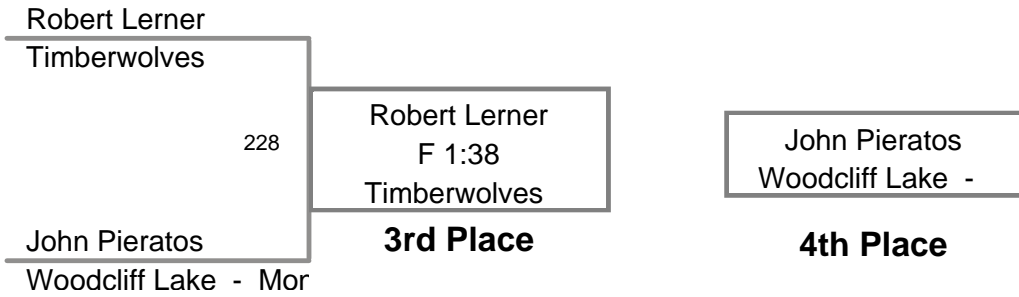 Robert Lerner
Timberwolves
228
John Pieratos
Woodcliff Lake - Mor
Robert Lerner
F 1:38
Timberwolves
3rd Place
John Pieratos
Woodcliff Lake -
4th Place